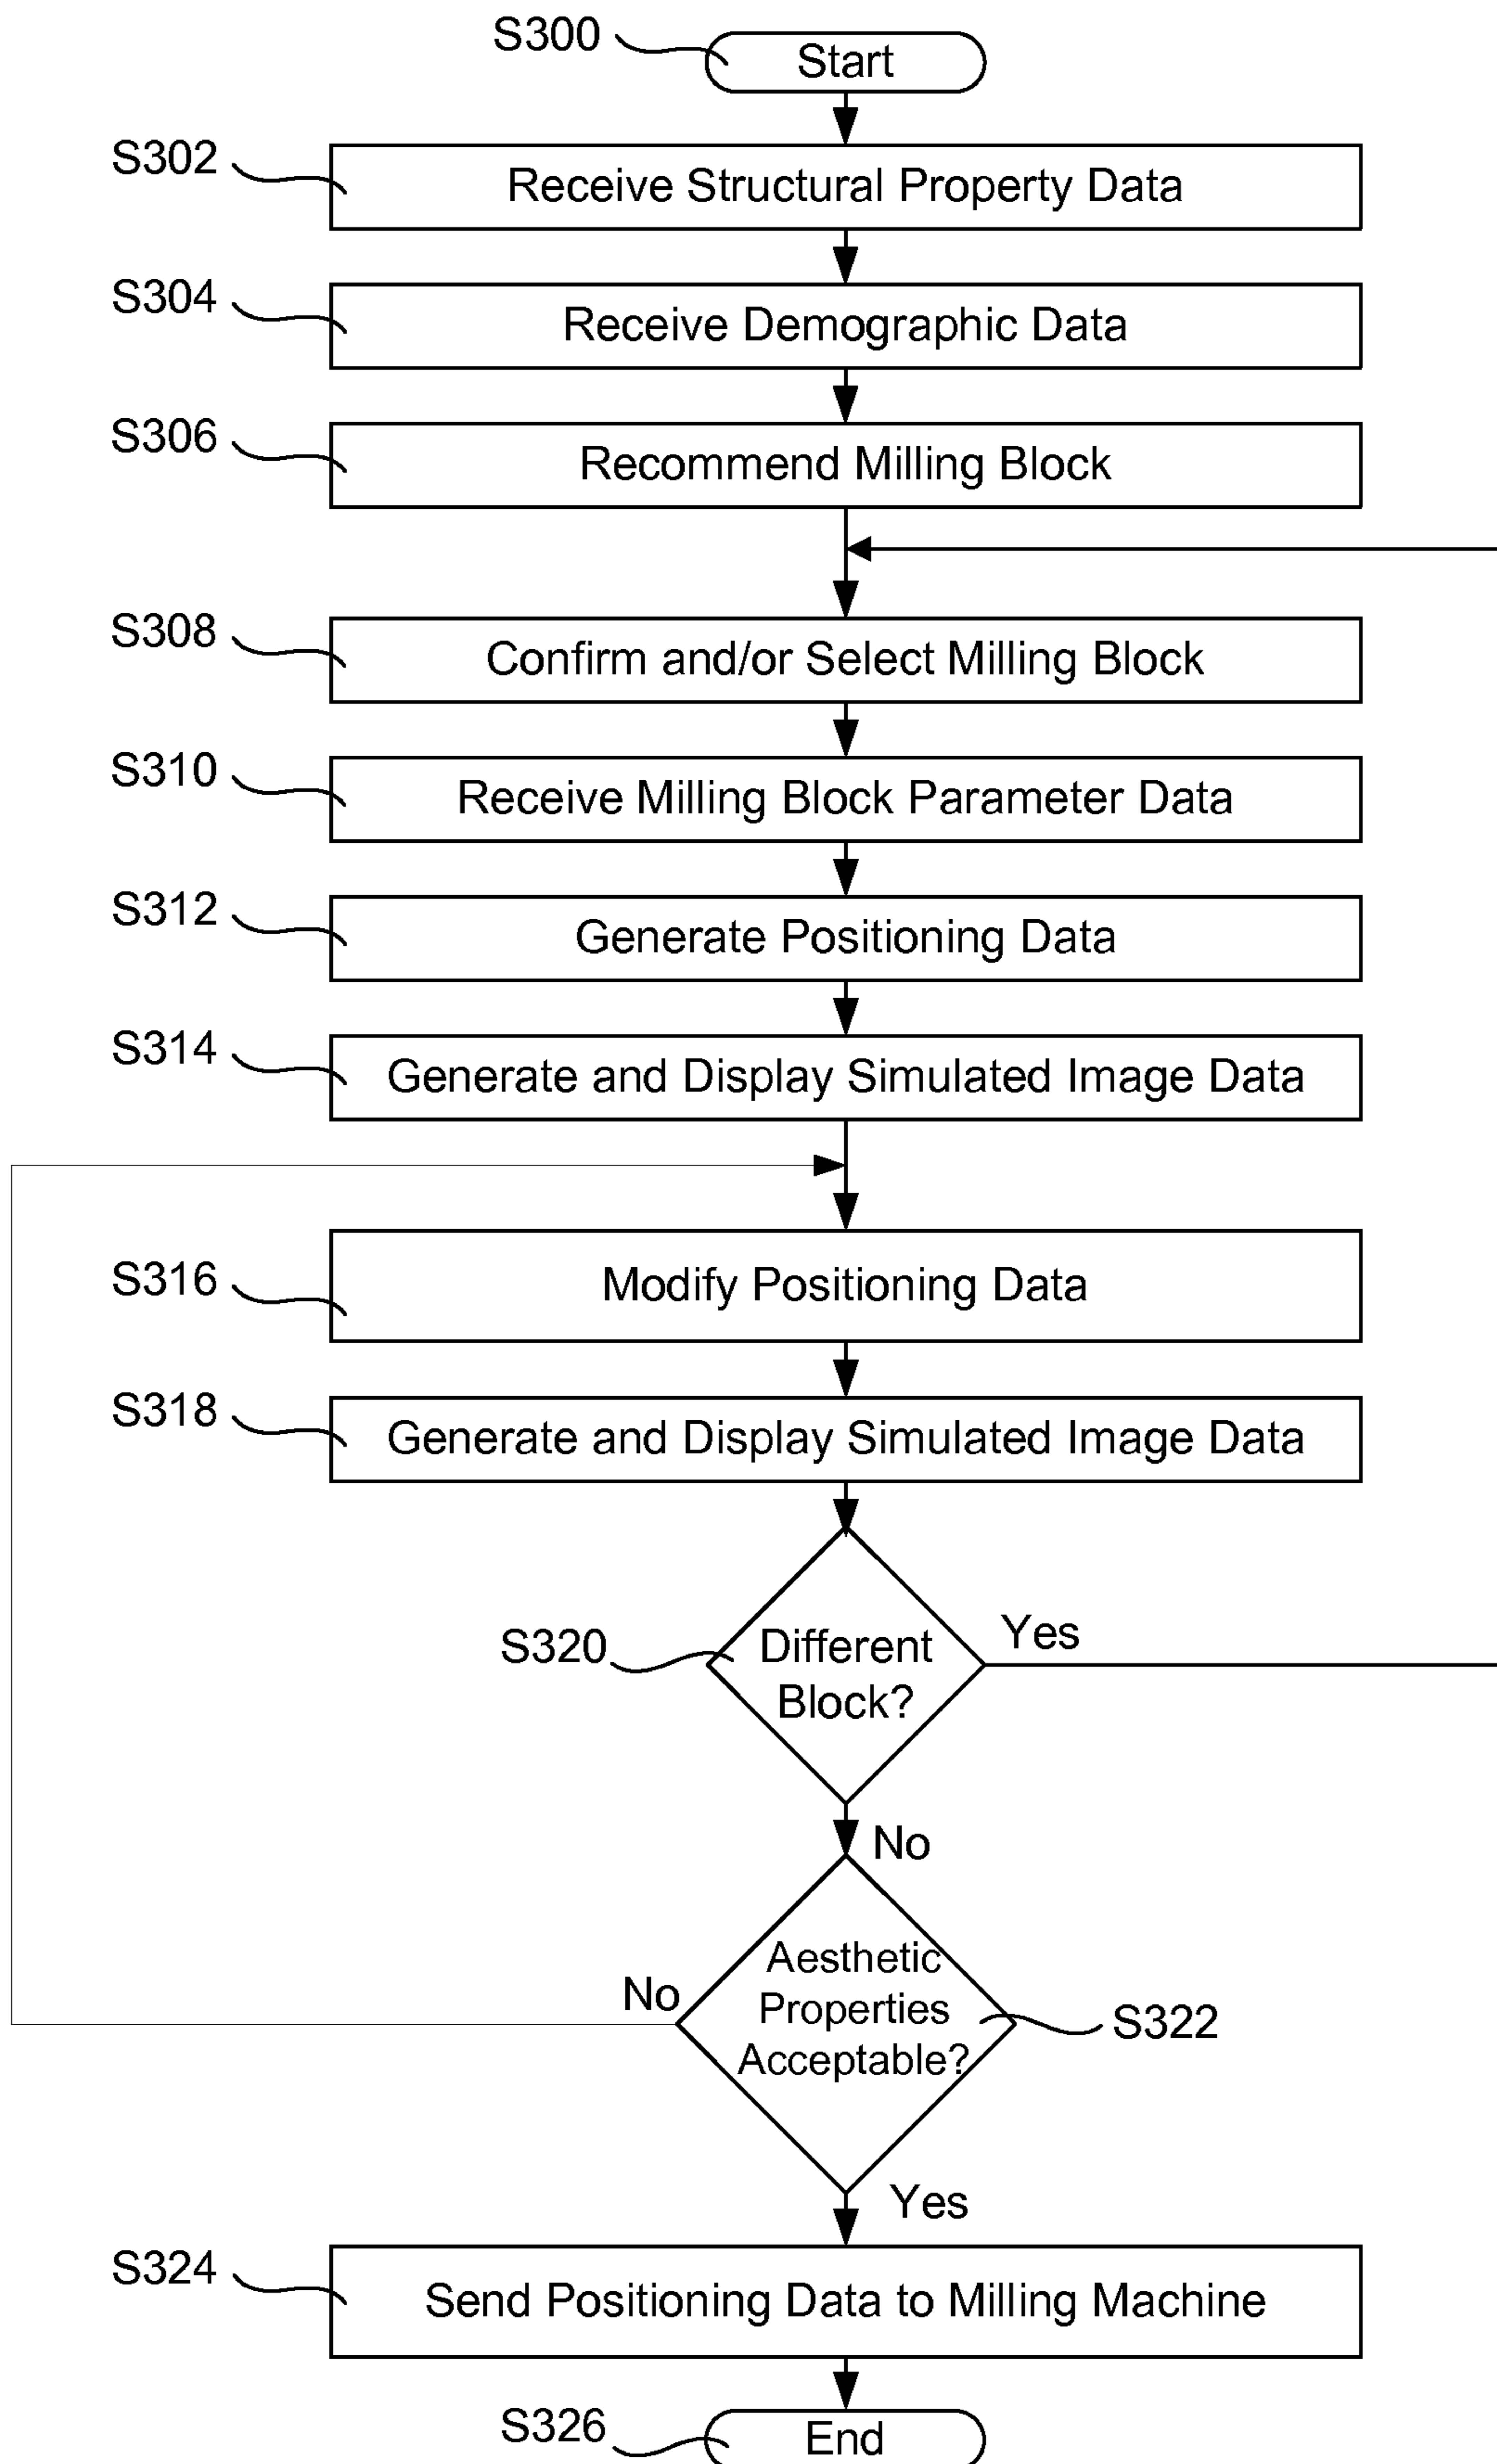 S300
Start
S302
Receive Structural Property Data
S304
Receive Demographic Data
S306
Recommend Milling Block
S308
Confirm and/or Select Milling Block
S310
Receive Milling Block Parameter Data
S312
Generate Positioning Data
S314
Generate and Display Simulated Image Data
S316
Modify Positioning Data
S318
Generate and Display Simulated Image Data
S320
Different
Block?
Yes
No
Aesthetic
Properties
Acceptable?
No
S322
Yes
S324
Send Positioning Data to Milling Machine
S326
End